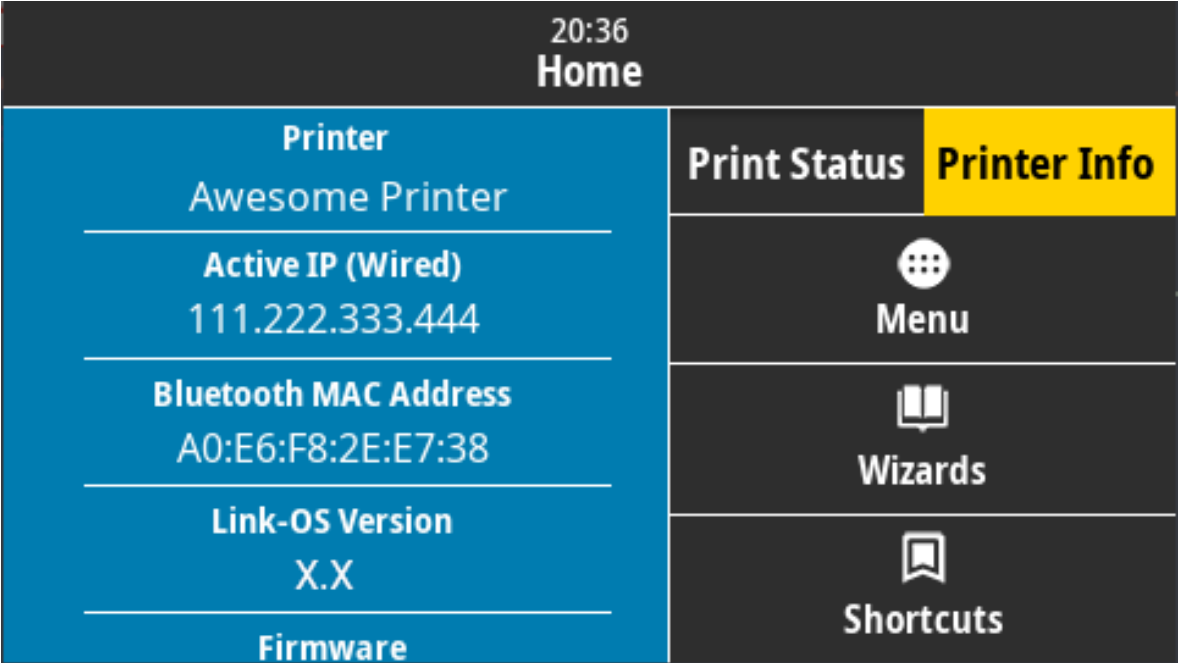 20:36
Home
Printer
Awesome Printer
Active IP (Wired)
111.222.333.444
Bluetooth MAC Address
A0:E6:F8:2E:E7:38
Link-OS Version
X.X
Firmware
Print Status
Printer Info
Menu
Wizards
Shortcuts